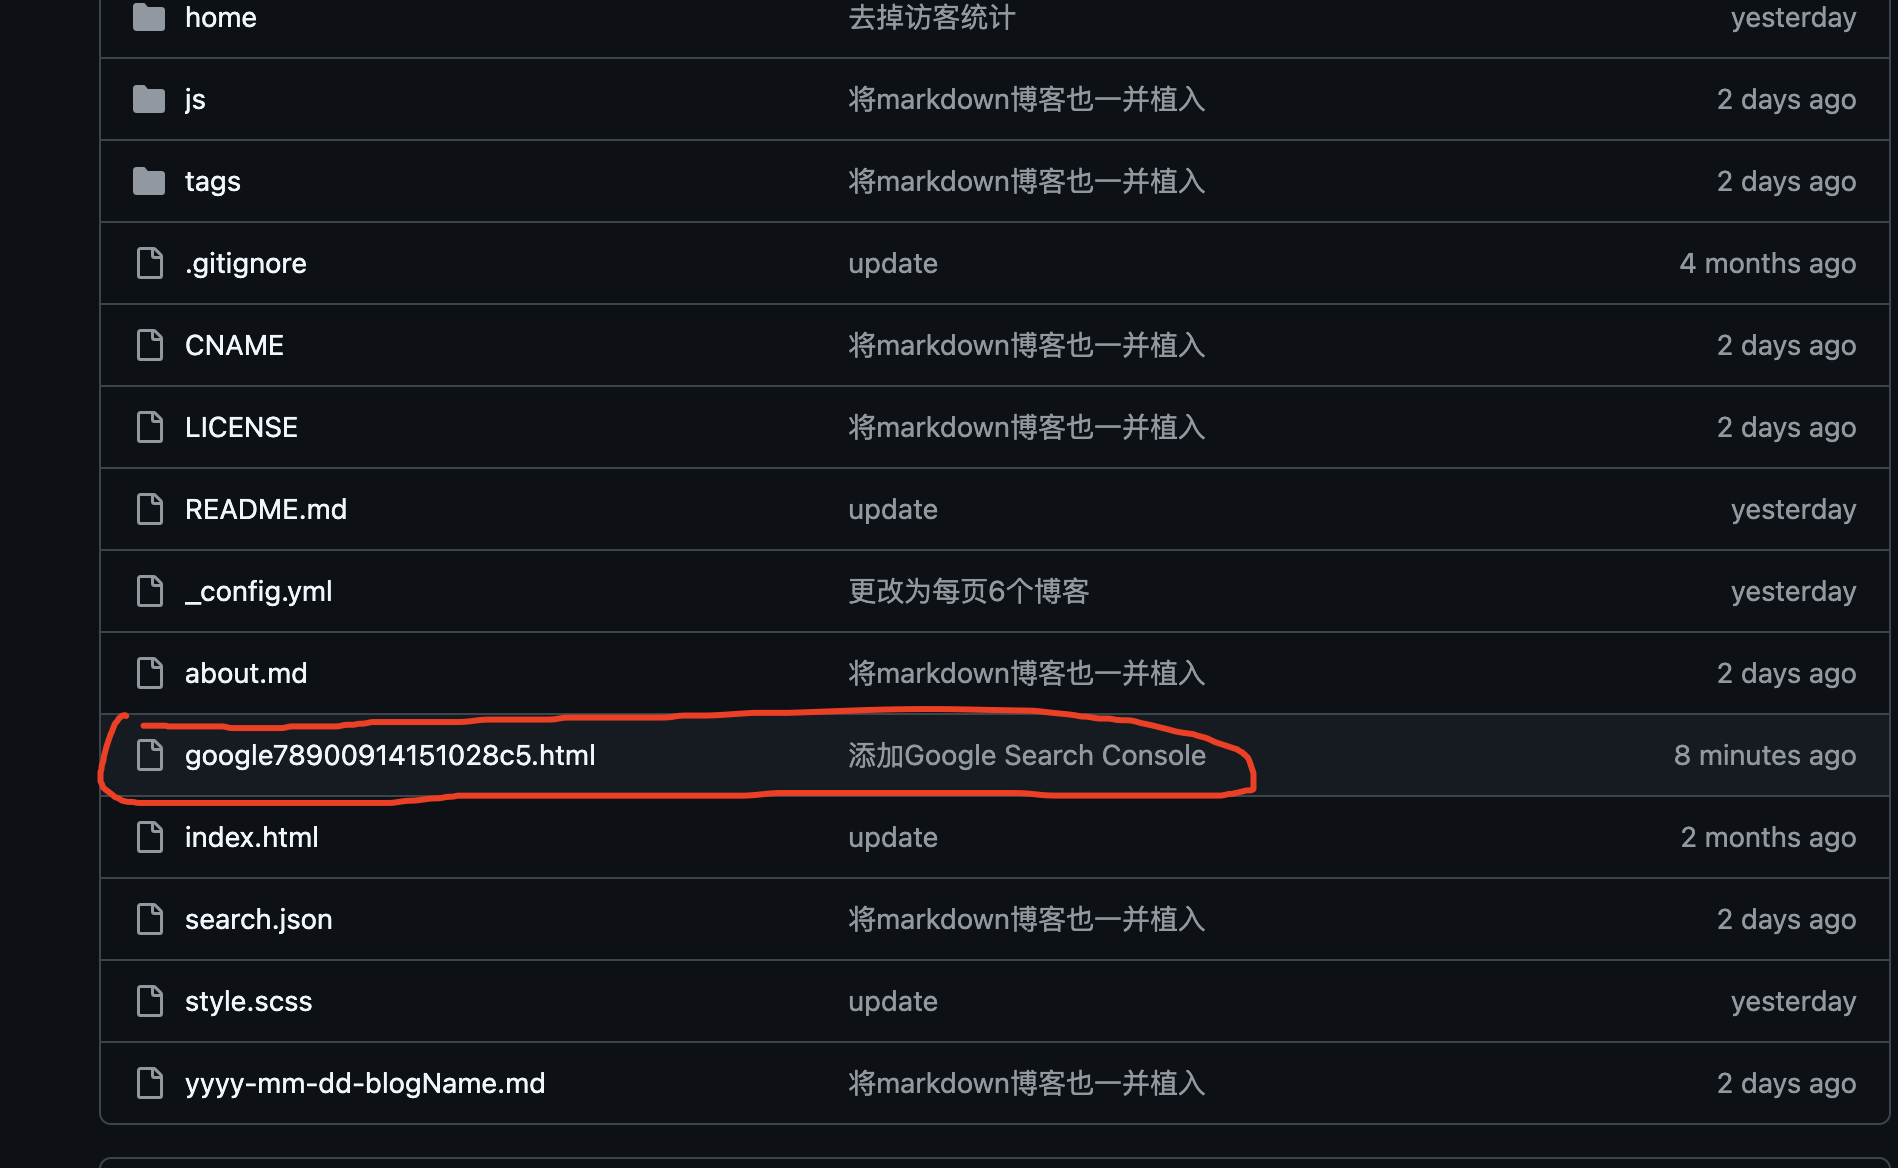 home 去掉访客统计 yesterday
js 将markdown博客也一并植入 2 days ago
tags 将markdown博客也一并植入 2 days ago
.gitignore update 4 months ago
CNAME 将markdown博客也一并植入 2 days ago
LICENSE 将markdown博客也一并植入 2 days ago
README.md update yesterday
_config.yml 更改为每页6个博客 yesterday
about.md 将markdown博客也一并植入 2 days ago
google78900914151028c5.html 添加Google Search Console 8 minutes ago
index.html update 2 months ago
search.json 将markdown博客也一并植入 2 days ago
style.scss update yesterday
yyyy-mm-dd-blogName.md 将markdown博客也一并植入 2 days ago